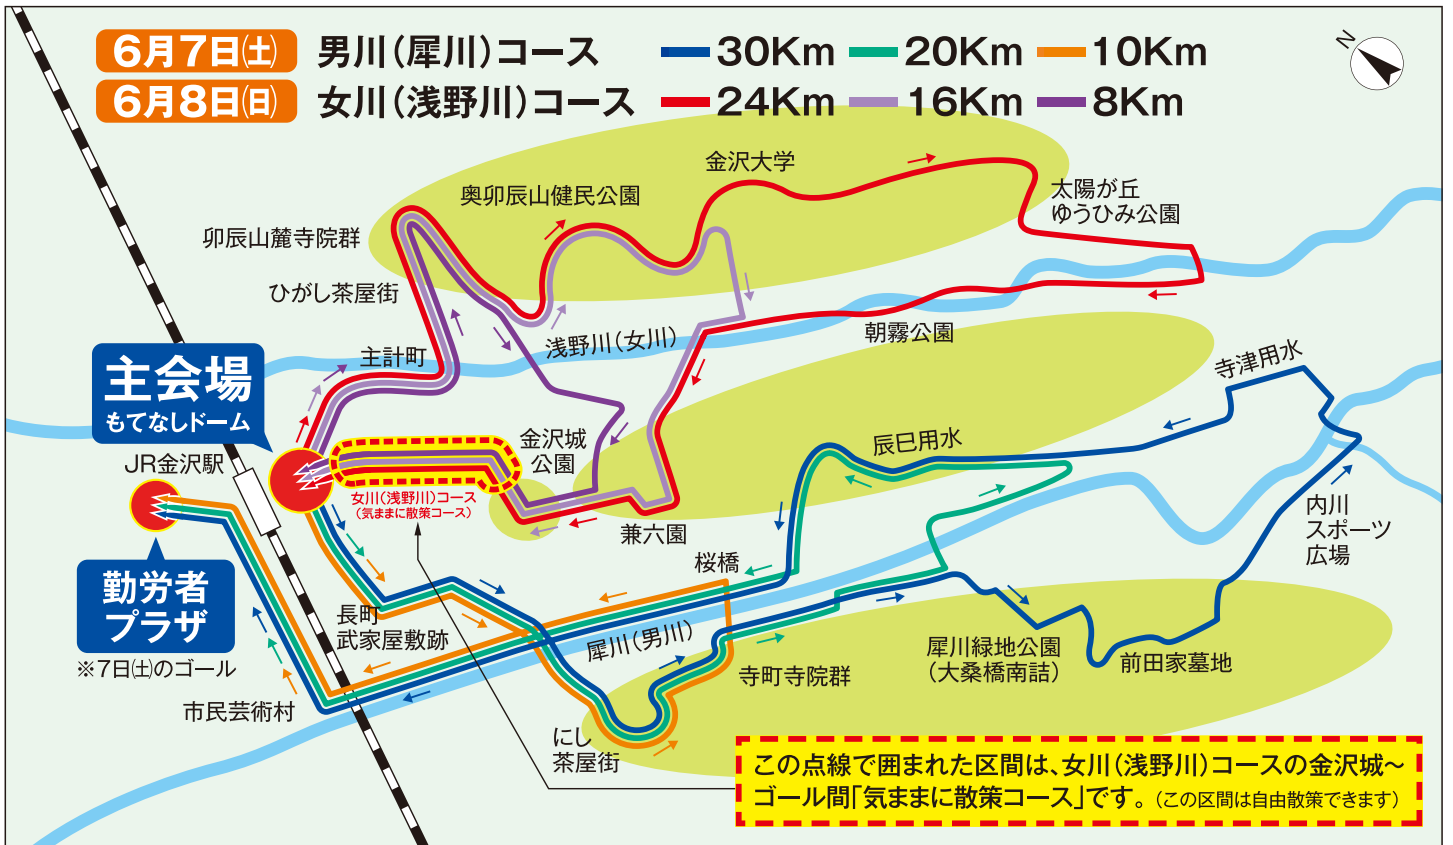 6月7日(土) 男川(犀川)コース 30Km 20Km 10Km
6月8日(日) 女川(浅野川)コース 24Km 16Km 8Km
N
金沢大学
奥卯辰山健民公園
太陽が丘
ゆうひみ公園
卯辰山麓寺院群
ひがし茶屋街
浅野川(女川)
朝霧公園
主計町
寺津用水
主会場
もてなしドーム
金沢城
公園
辰巳用水
JR金沢駅
女川(浅野川)コース
(気ままに散策コース)
兼六園
内川
スポーツ
広場
桜橋
勤労者
プラザ
※7日(土)のゴール
長町
武家屋敷跡
犀川(男川)
犀川緑地公園
(大桑橋南詰)
前田家墓地
寺町寺院群
市民芸術村
にし
茶屋街
この点線で囲まれた区間は、女川(浅野川)コースの金沢城〜
ゴール間「気ままに散策コース」です。(この区間は自由散策できます)